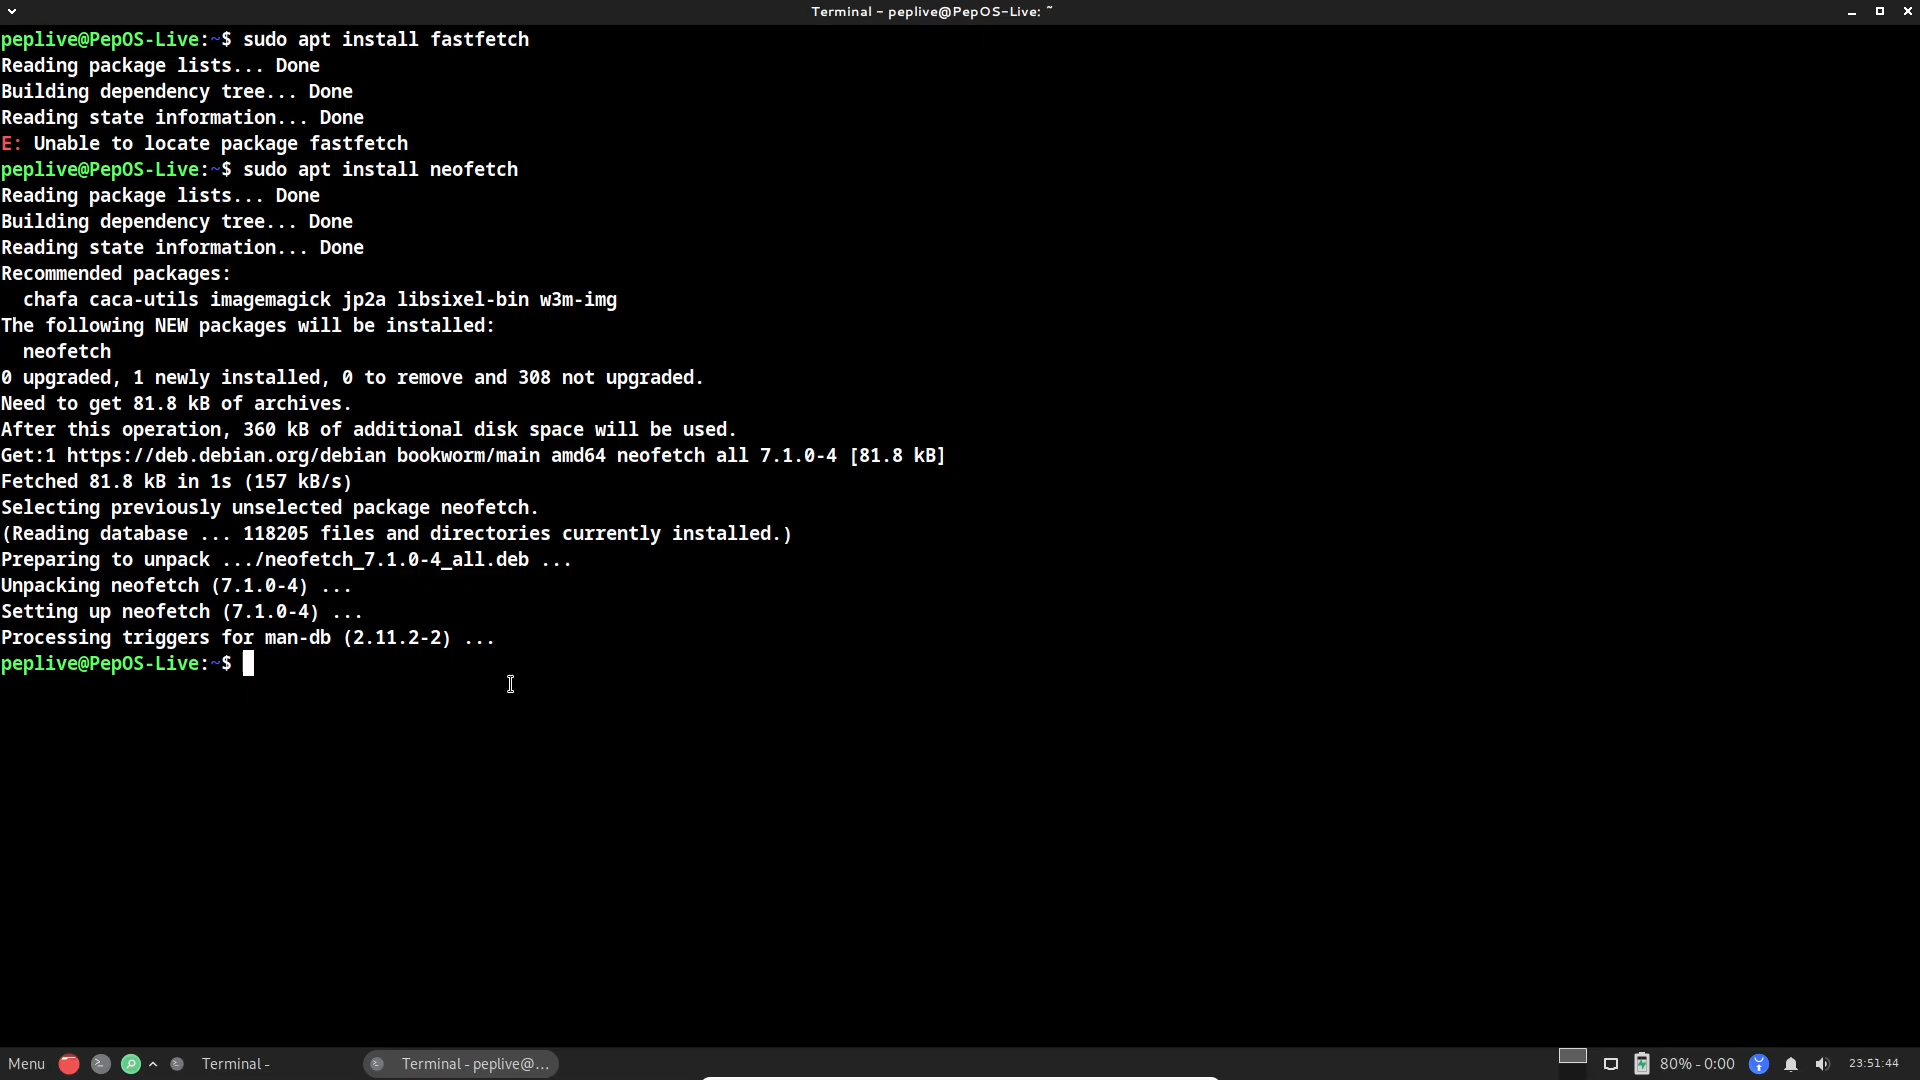 Terminal - peplive@PepOS-Live: ~
peplive@PepOS-Live:~$ sudo apt install fastfetch
Reading package lists... Done
Building dependency tree... Done
Reading state information... Done
E: Unable to locate package fastfetch
peplive@PepOS-Live:~$ sudo apt install neofetch
Reading package lists... Done
Building dependency tree... Done
Reading state information... Done
Recommended packages:
  chafa caca-utils imagemagick jp2a libsixel-bin w3m-img
The following NEW packages will be installed:
  neofetch
0 upgraded, 1 newly installed, 0 to remove and 308 not upgraded.
Need to get 81.8 kB of archives.
After this operation, 360 kB of additional disk space will be used.
Get:1 https://deb.debian.org/debian bookworm/main amd64 neofetch all 7.1.0-4 [81.8 kB]
Fetched 81.8 kB in 1s (157 kB/s)
Selecting previously unselected package neofetch.
(Reading database ... 118205 files and directories currently installed.)
Preparing to unpack .../neofetch_7.1.0-4_all.deb ...
Unpacking neofetch (7.1.0-4) ...
Setting up neofetch (7.1.0-4) ...
Processing triggers for man-db (2.11.2-2) ...
peplive@PepOS-Live:~$
Menu Terminal - Terminal - peplive@... 80% - 0:00 23:51:44